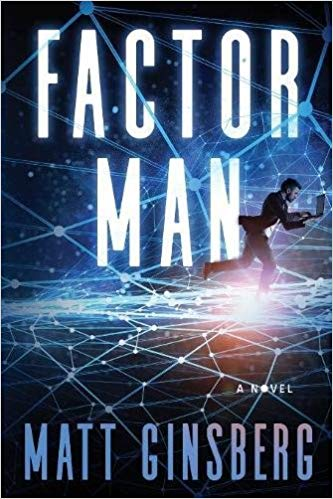 FACTOR
MAN
A NOVEL
MATT GINSBERG